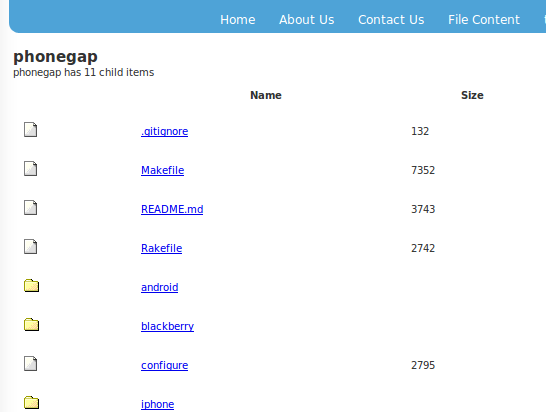 Home About Us Contact Us File Content
phonegap
phonegap has 11 child items
Name Size
.gitignore 132
Makefile 7352
README.md 3743
Rakefile 2742
android
blackberry
configure 2795
iphone